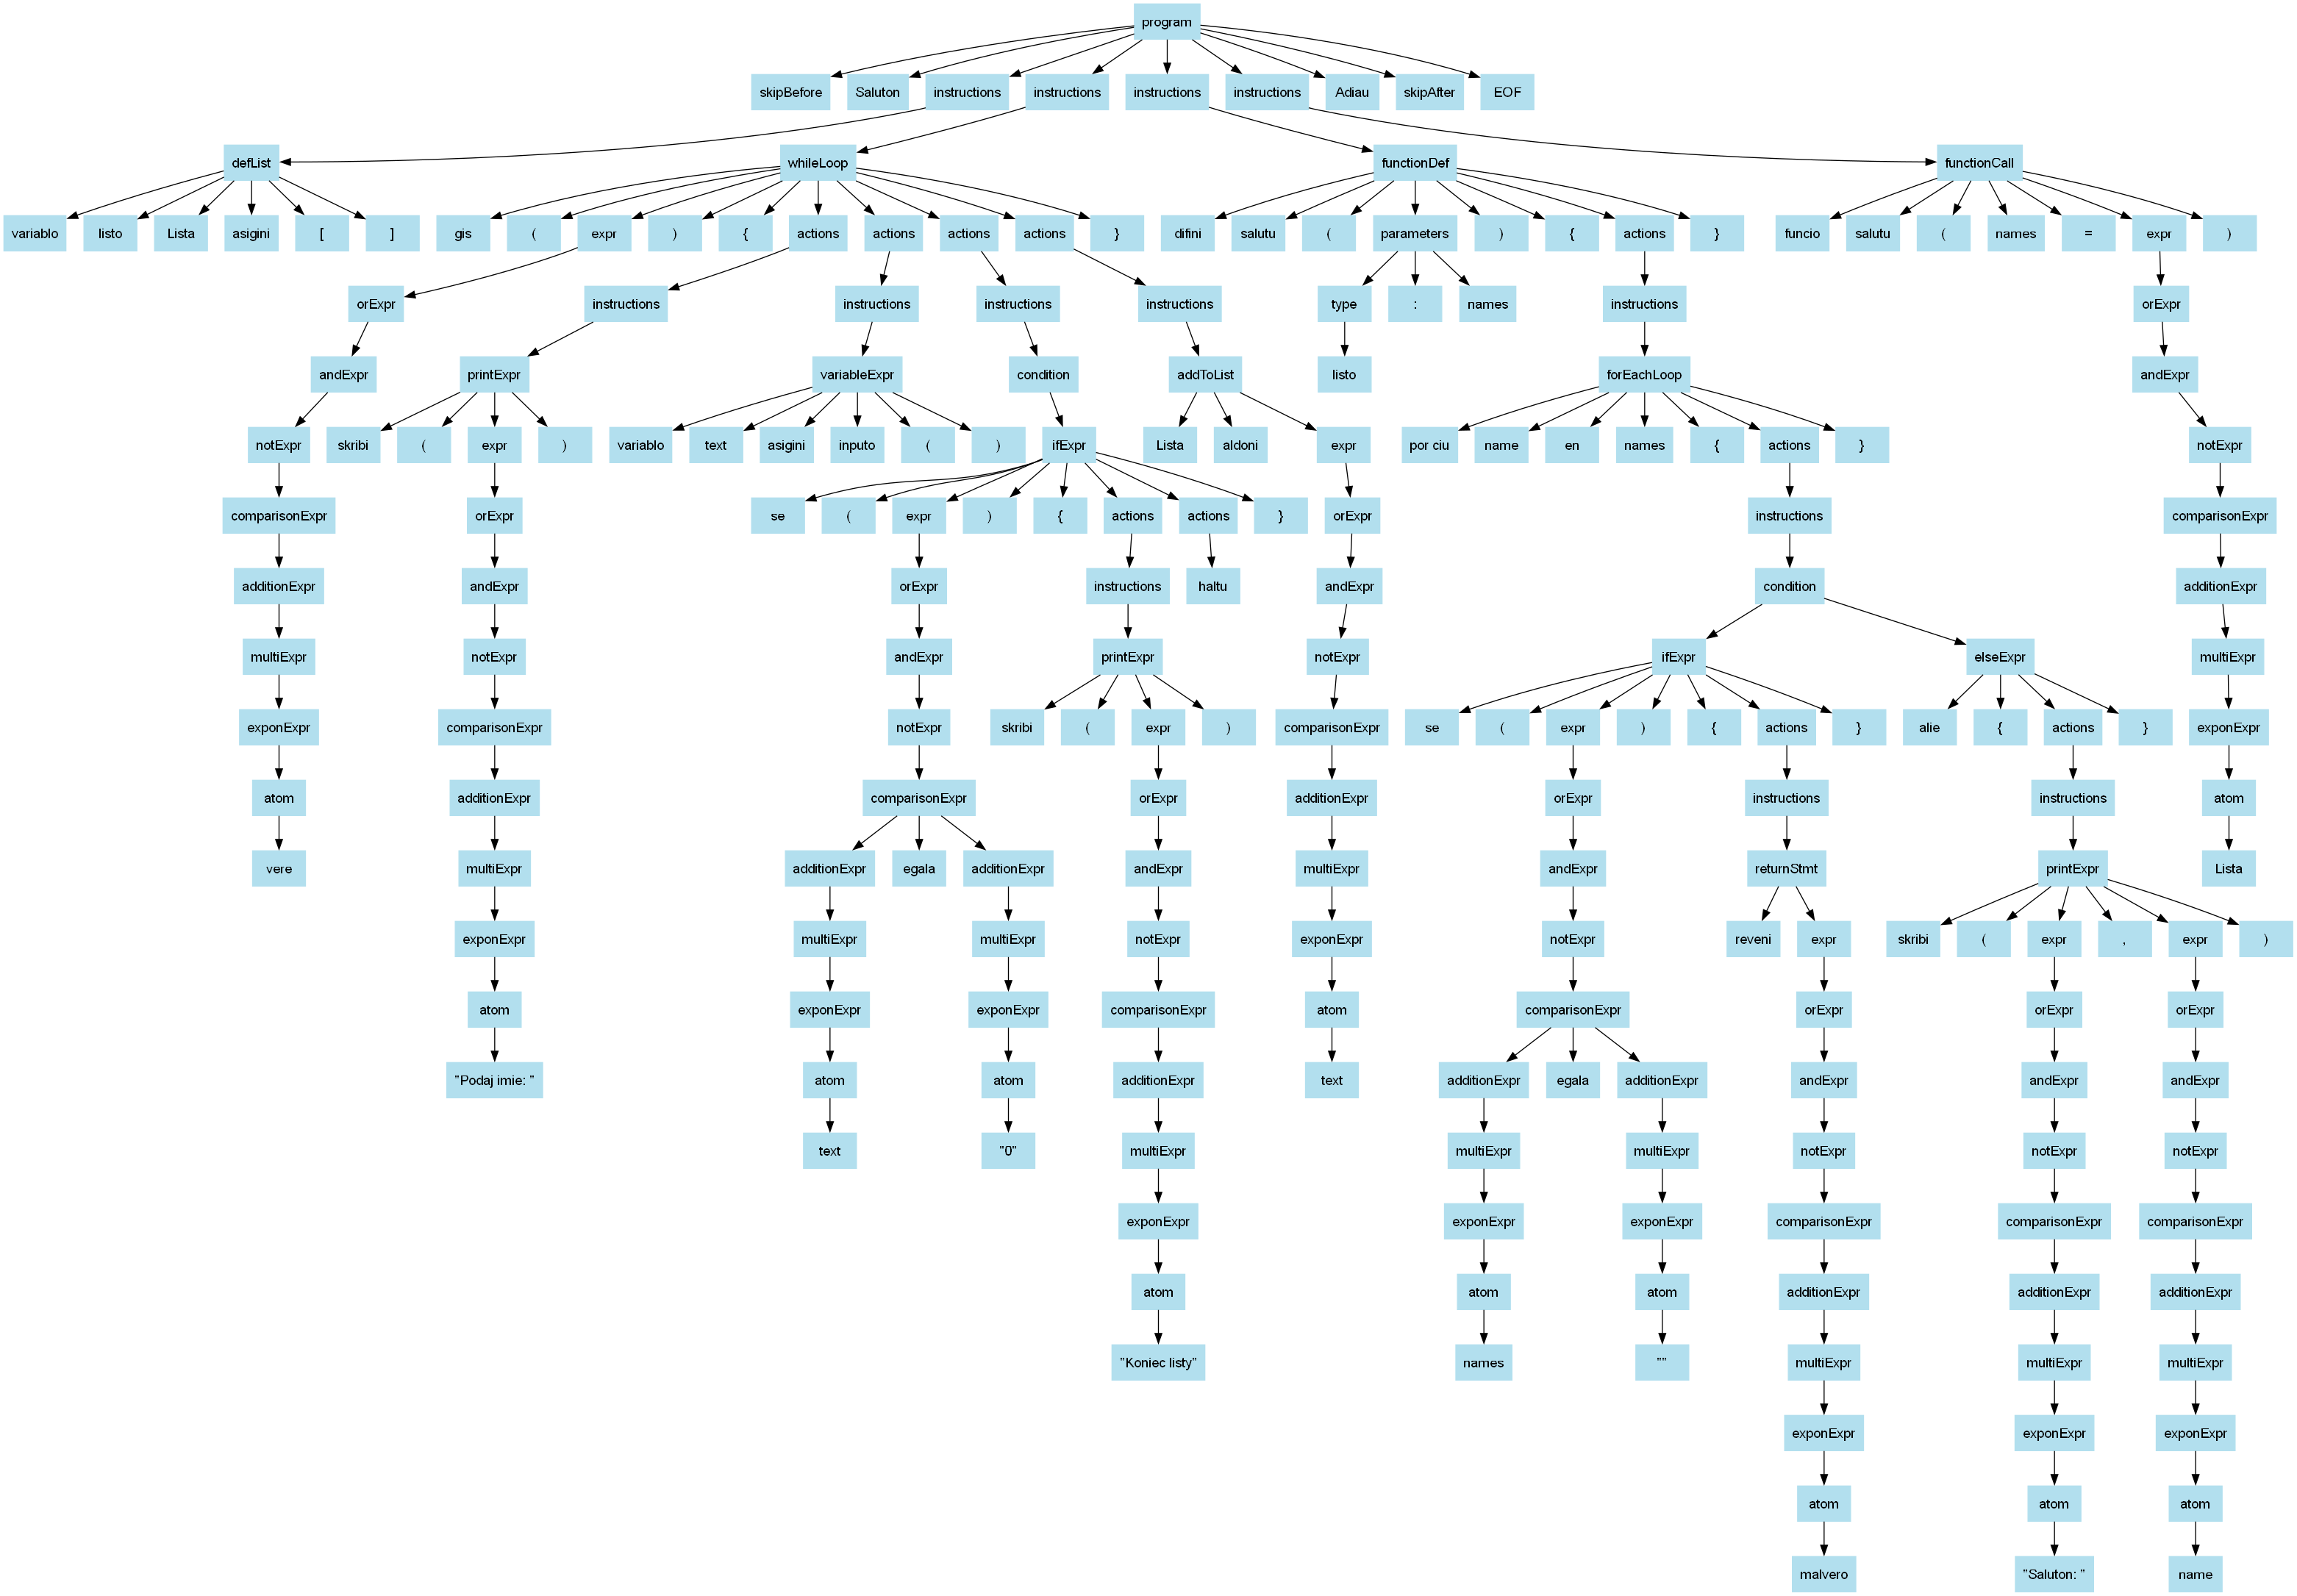 program
skipBefore Saluton instructions instructions instructions instructions Adiau skipAfter EOF
defList whileLoop functionDef functionCall
variablo listo Lista asigini [ ] gis ( expr ) { actions actions actions actions } difini salutu ( parameters ) { actions } funcio salutu ( names = expr )
orExpr instructions instructions instructions instructions type : names instructions orExpr
andExpr printExpr variableExpr condition addToList listo forEachLoop andExpr
notExpr skribi ( expr ) variablo text asigini inputo ( ) ifExpr Lista aldoni expr por ciu name en names { actions } notExpr
comparisonExpr orExpr se ( expr ) { actions actions } orExpr instructions comparisonExpr
additionExpr andExpr orExpr instructions haltu andExpr condition additionExpr
multiExpr notExpr andExpr printExpr notExpr ifExpr elseExpr multiExpr
exponExpr comparisonExpr notExpr skribi ( expr ) comparisonExpr se ( expr ) { actions } alie { actions } exponExpr
atom additionExpr comparisonExpr orExpr additionExpr orExpr instructions instructions atom
vere multiExpr additionExpr egala additionExpr andExpr multiExpr andExpr returnStmt printExpr Lista
exponExpr multiExpr multiExpr notExpr exponExpr notExpr reveni expr skribi ( expr , expr )
atom exponExpr exponExpr comparisonExpr atom comparisonExpr orExpr orExpr orExpr
"Podaj imie: " atom atom additionExpr text additionExpr egala additionExpr andExpr andExpr andExpr
text "0" multiExpr multiExpr multiExpr notExpr notExpr notExpr
exponExpr exponExpr exponExpr comparisonExpr comparisonExpr comparisonExpr
atom atom atom additionExpr additionExpr additionExpr
"Koniec listy" names "" multiExpr multiExpr multiExpr
exponExpr exponExpr exponExpr
atom atom atom
malvero "Saluton: " name